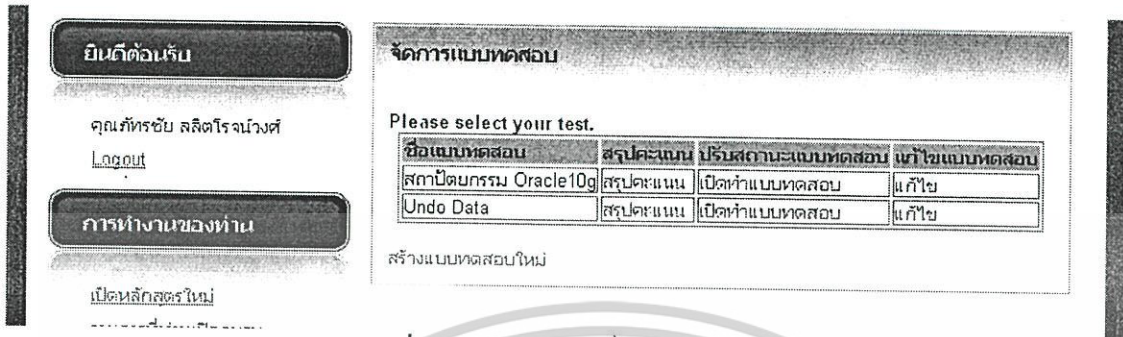 ยินดีต้อนรับ
คุณภัทรชัย ลลิตโรจน์วงศ์
Logout
การทำงานของท่าน
เปิดหลักสูตรใหม่
จัดการแบบทดสอบ
Please select your test.
ชื่อแบบทดสอบ สรุปคะแนน ปรับสถานะแบบทดสอบ แก้ไขแบบทดสอบ
สถาปัตยกรรม Oracle10g สรุปคะแนน เปิดทำแบบทดสอบ แก้ไข
Undo Data สรุปคะแนน เปิดทำแบบทดสอบ แก้ไข
สร้างแบบทดสอบใหม่